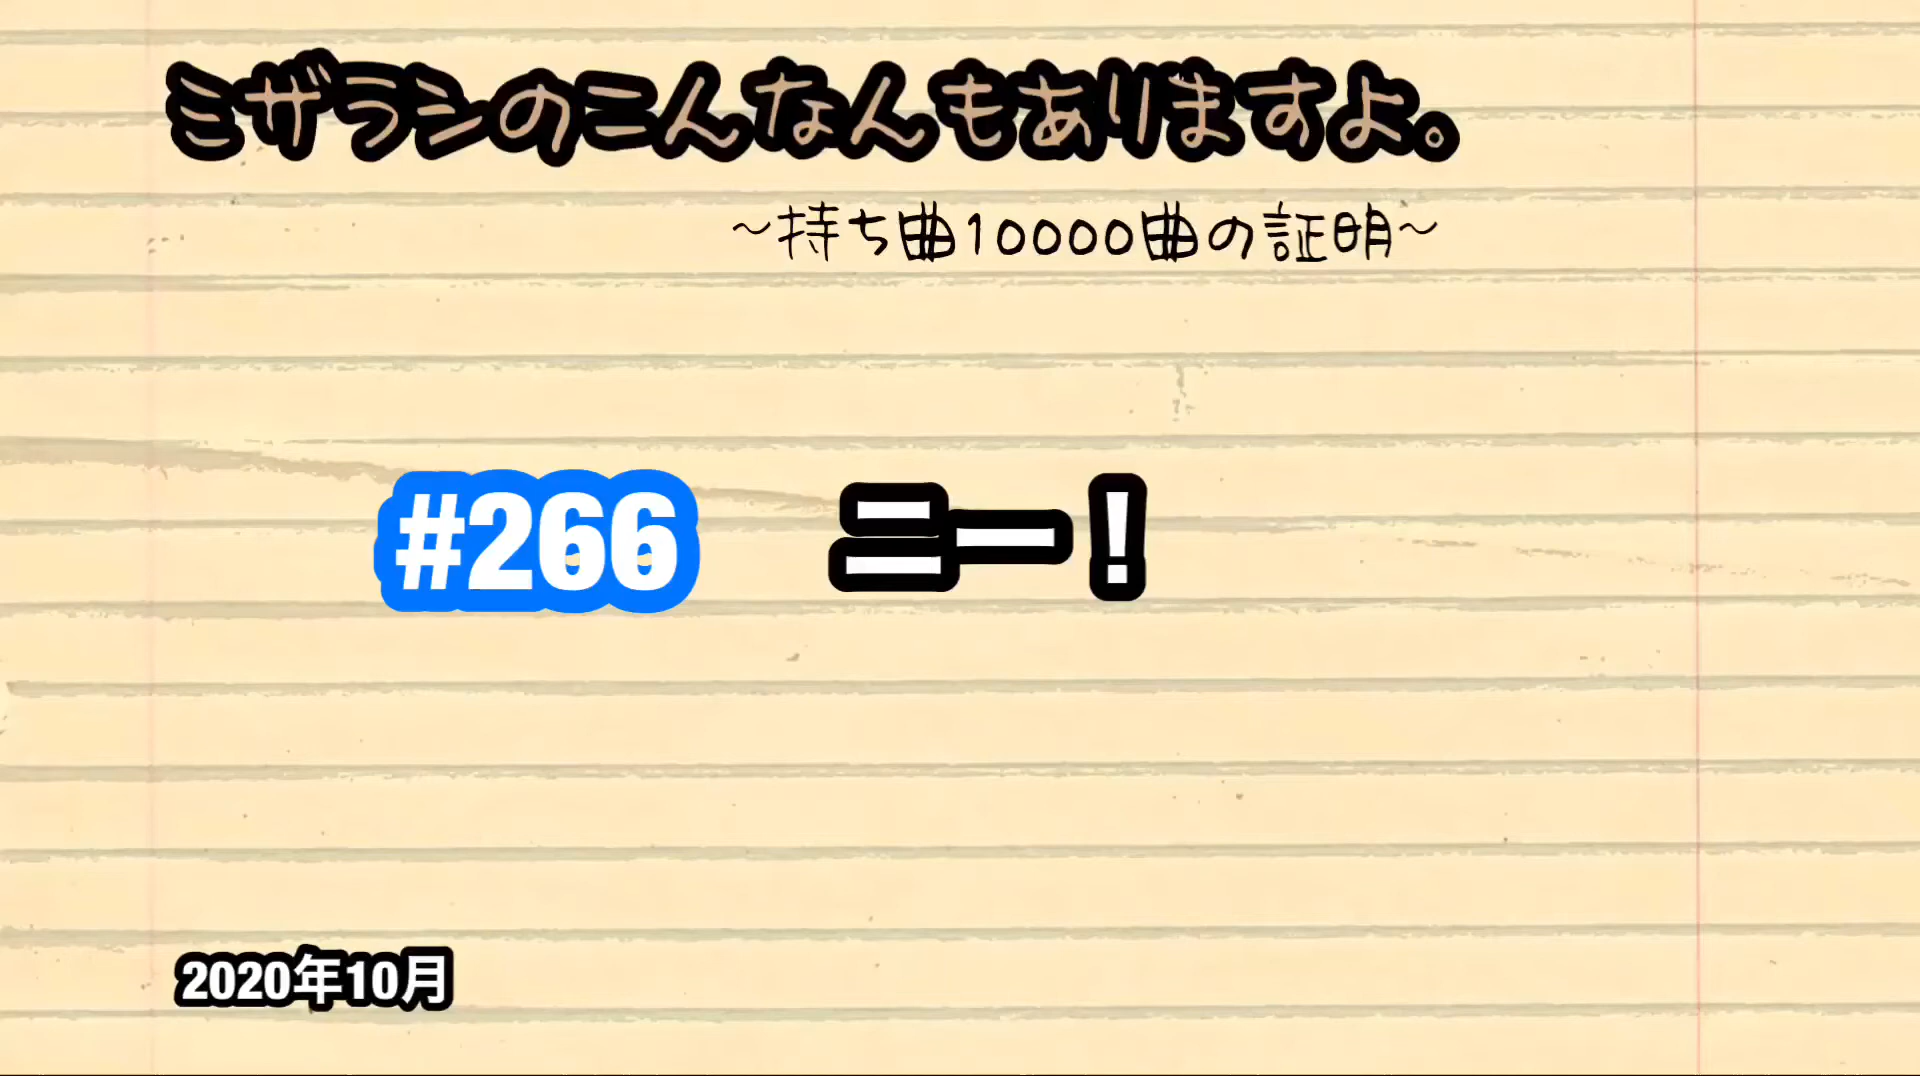 ミザラシのこんなんもありますよ。
~持ち曲10000曲の証明~
#266 ニー!
2020年10月